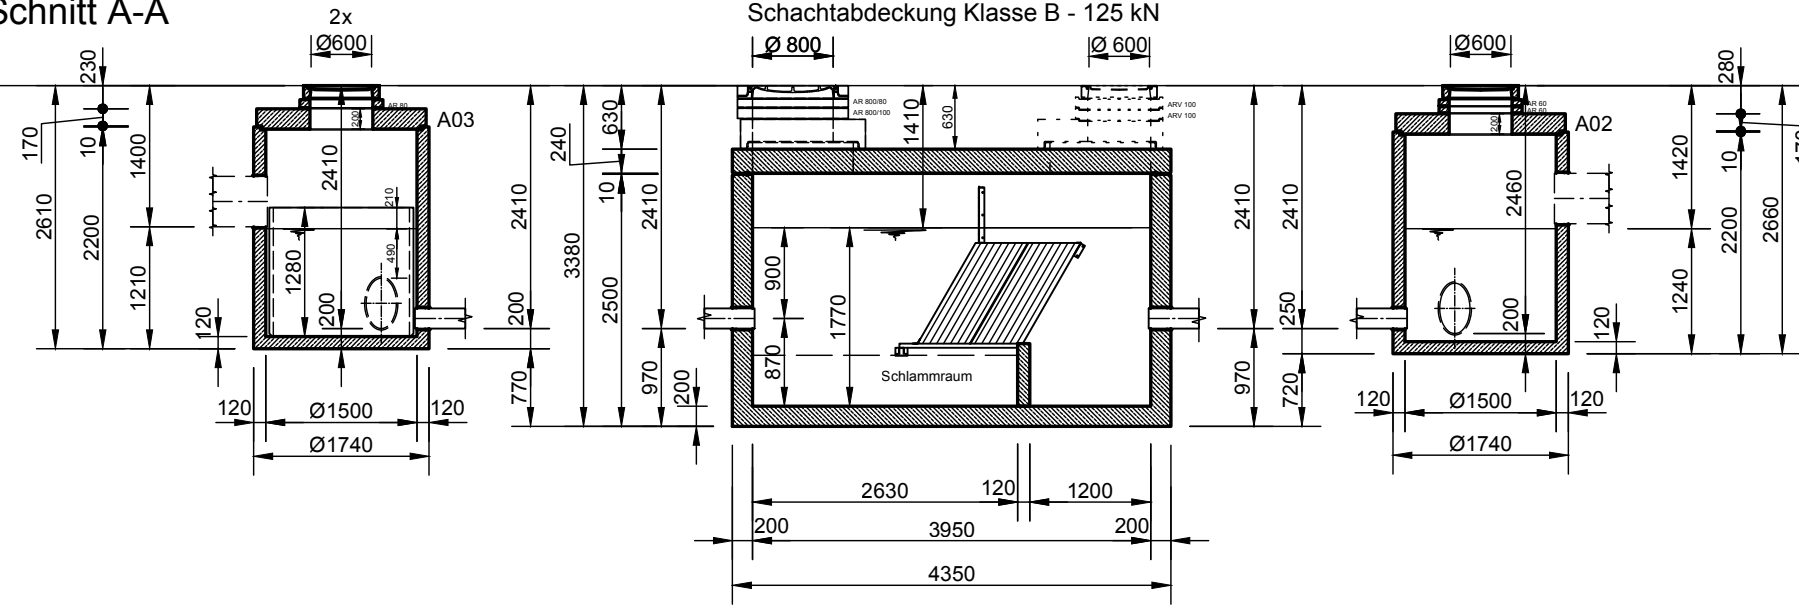 Schnitt A-A
2x
Schachtabdeckung Klasse B - 125 kN
Ø600
Ø 800
Ø 600
Ø600
230
170
10
2610
2200
1400
1210
120
2410
200
AR 80
A03
210
490
1280
200
2410
200
770
3380
240
630
10
2500
2410
970
200
AR 800/80
AR 800/100
1410
630
ARV 100
ARV 100
900
870
1770
Schlammraum
2410
970
2410
250
720
AR 60
AR 60
200
A02
2460
200
1420
1240
120
280
10
2200
2660
120
Ø1500
120
Ø1740
2630
120
1200
200
3950
200
4350
120
Ø1500
120
Ø1740